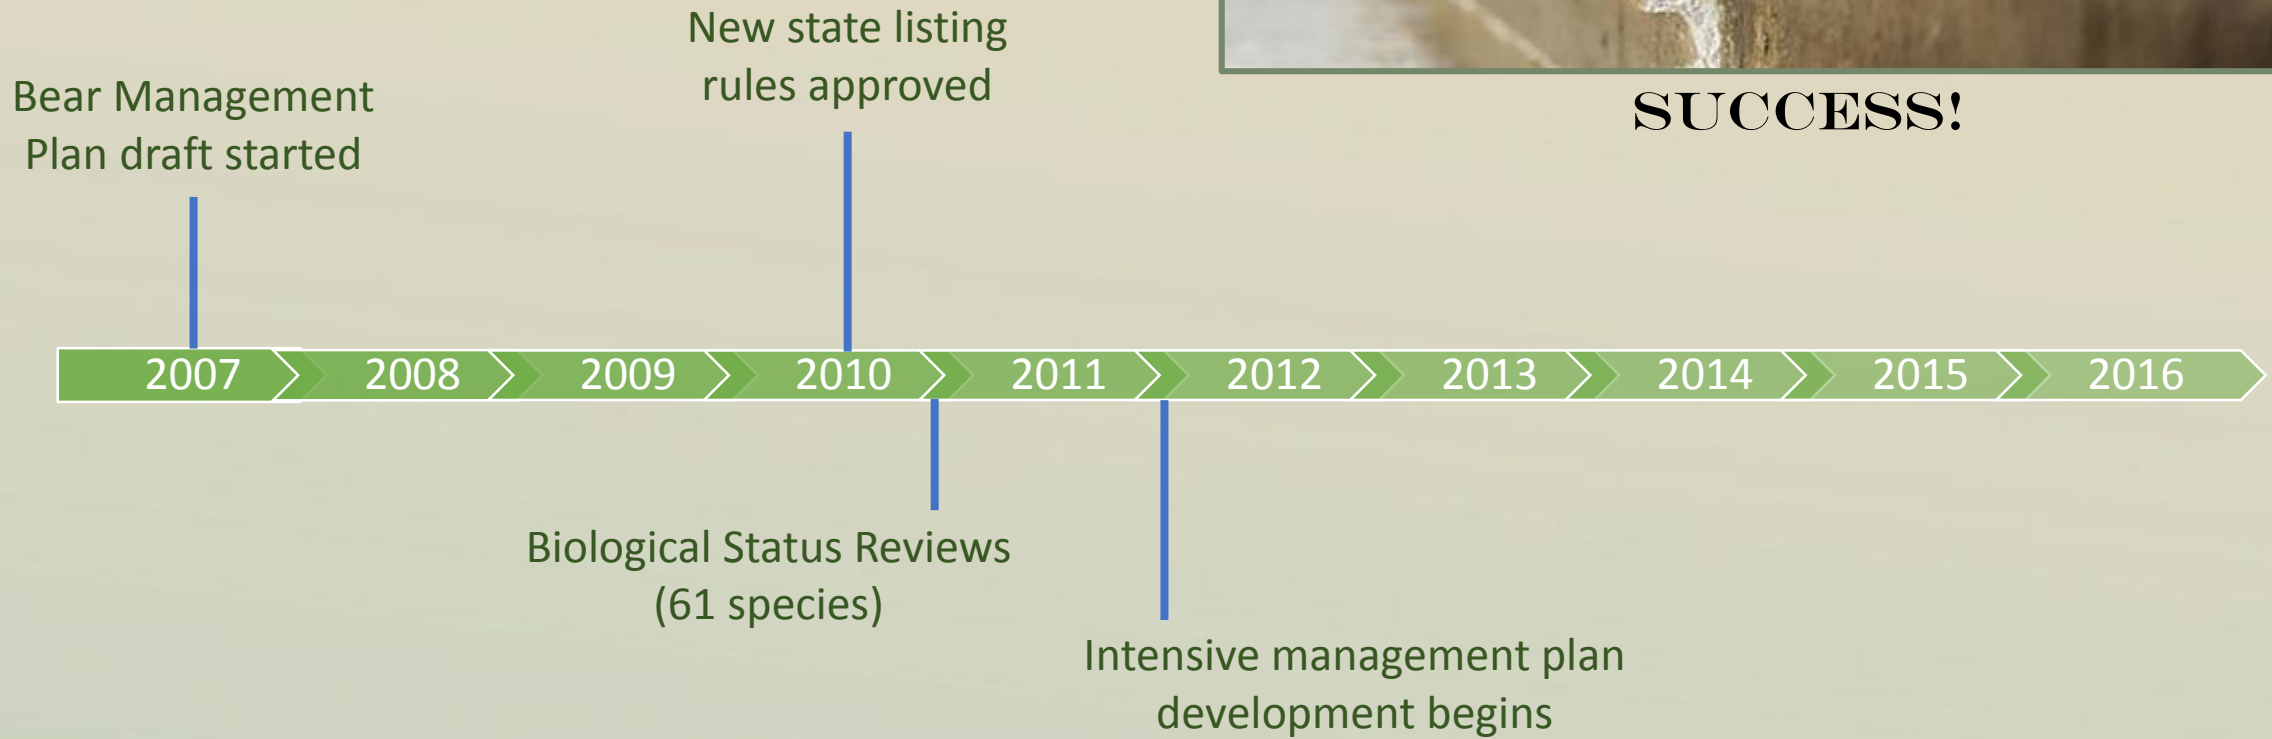 New state listing
rules approved
Bear Management
Plan draft started
SUCCESS!
2007 2008 2009 2010 2011 2012 2013 2014 2015 2016
Biological Status Reviews
(61 species)
Intensive management plan
development begins